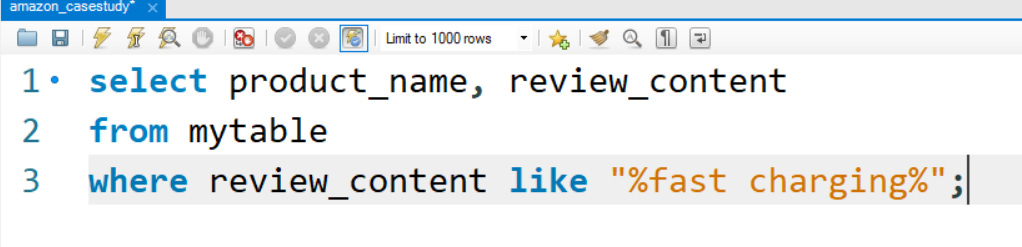 amazon_casestudy*
Limit to 1000 rows
1 select product_name, review_content
2 from mytable
3 where review_content like "%fast charging%";